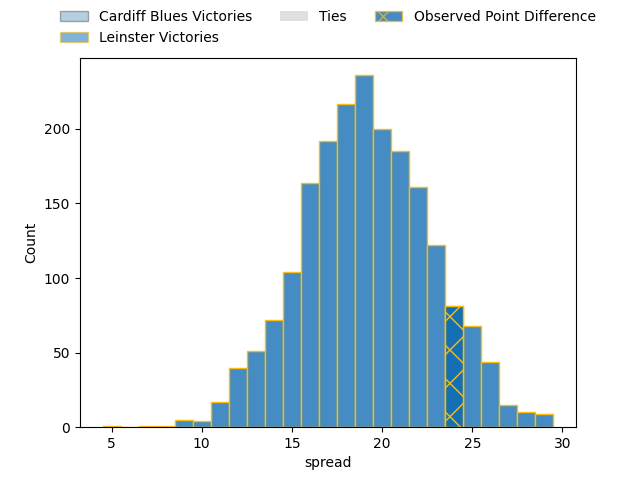 Cardiff Blues Victories
Ties
Observed Point Difference
Leinster Victories
Count
200
150
100
50
0
5
10
15
20
25
30
spread